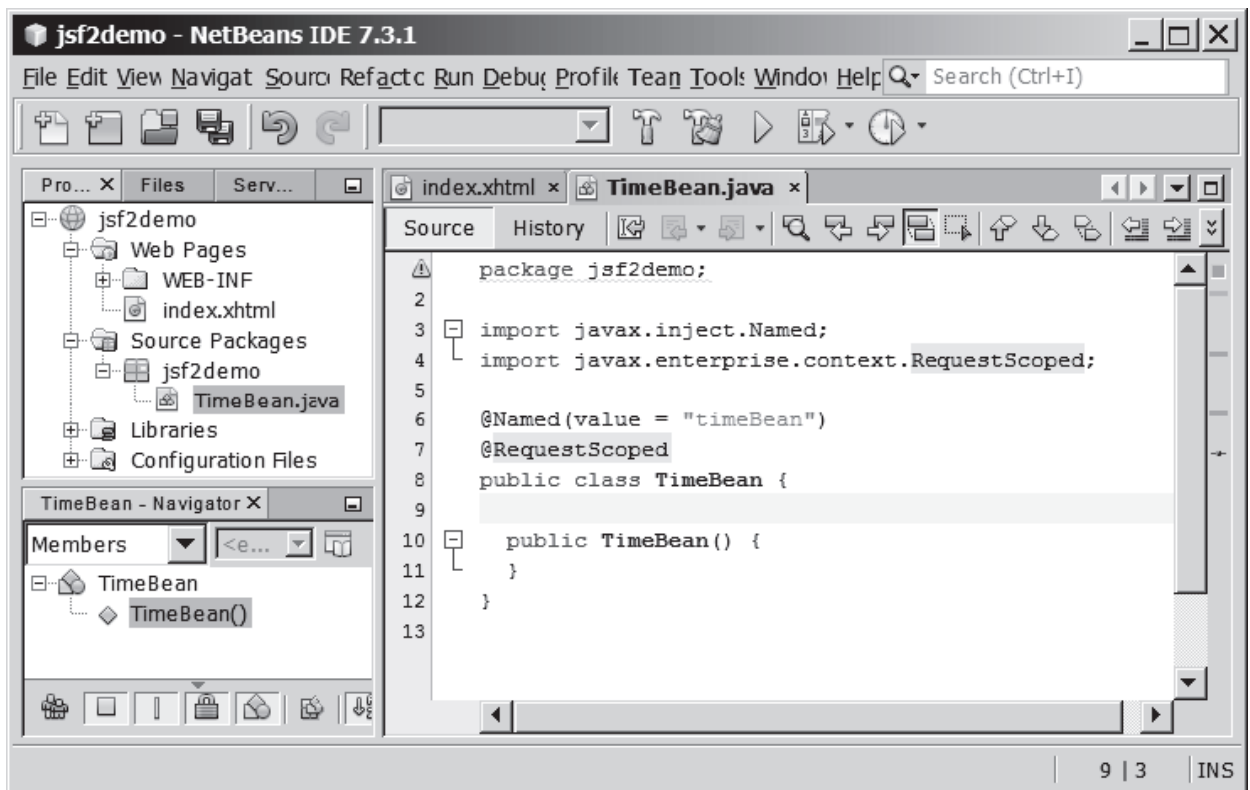 jsf2demo - NetBeans IDE 7.3.1
File Edit View Navigat Sourc Refactc Run Debug Profil Tean Tools Window Help Search (Ctrl+I)
Pro... Files Serv...
jsf2demo
Web Pages
WEB-INF
index.xhtml
Source Packages
jsf2demo
TimeBean.java
Libraries
Configuration Files
TimeBean - Navigator
Members <e...
TimeBean
TimeBean()
index.xhtml TimeBean.java
Source History
package jsf2demo;
2
3 import javax.inject.Named;
4 import javax.enterprise.context.RequestScoped;
5
6 @Named(value = "timeBean")
7 @RequestScoped
8 public class TimeBean {
9
10 public TimeBean() {
11 }
12 }
13
9 | 3 INS